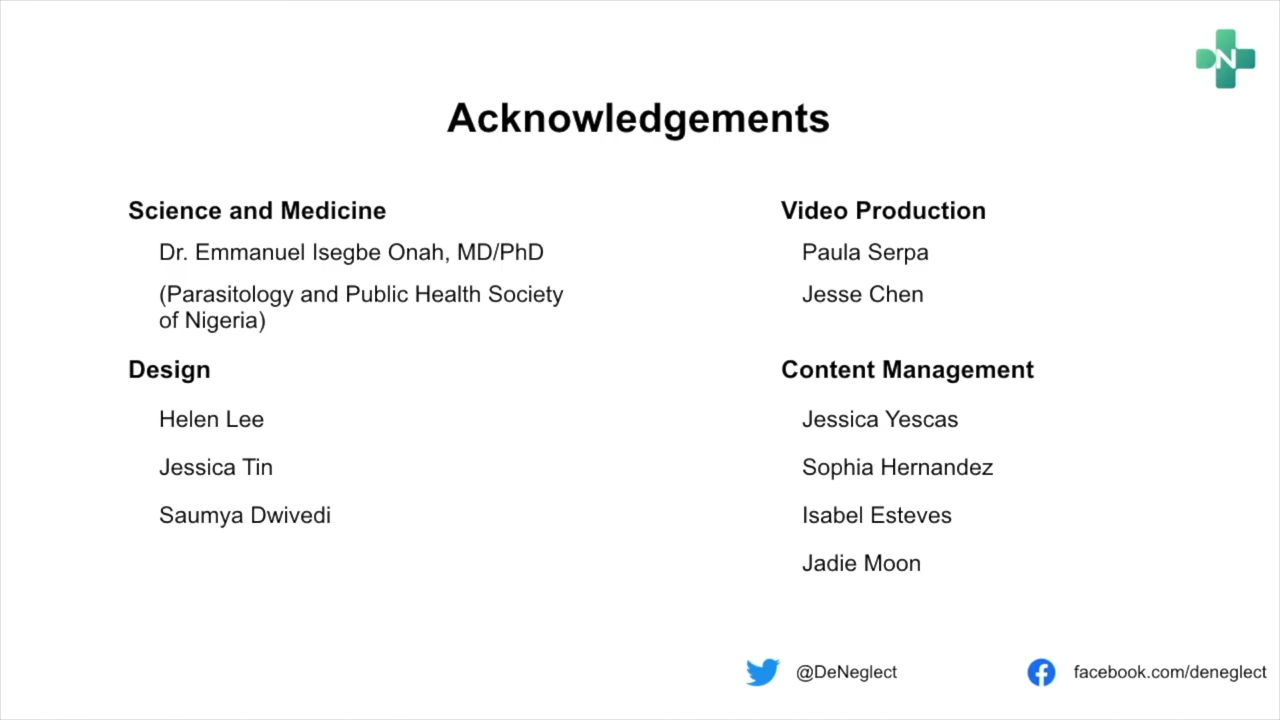 DN
Acknowledgements
Science and Medicine
Dr. Emmanuel Isegbe Onah, MD/PhD
(Parasitology and Public Health Society
of Nigeria)
Design
Helen Lee
Jessica Tin
Saumya Dwivedi
Video Production
Paula Serpa
Jesse Chen
Content Management
Jessica Yescas
Sophia Hernandez
Isabel Esteves
Jadie Moon
@DeNeglect
facebook.com/deneglect